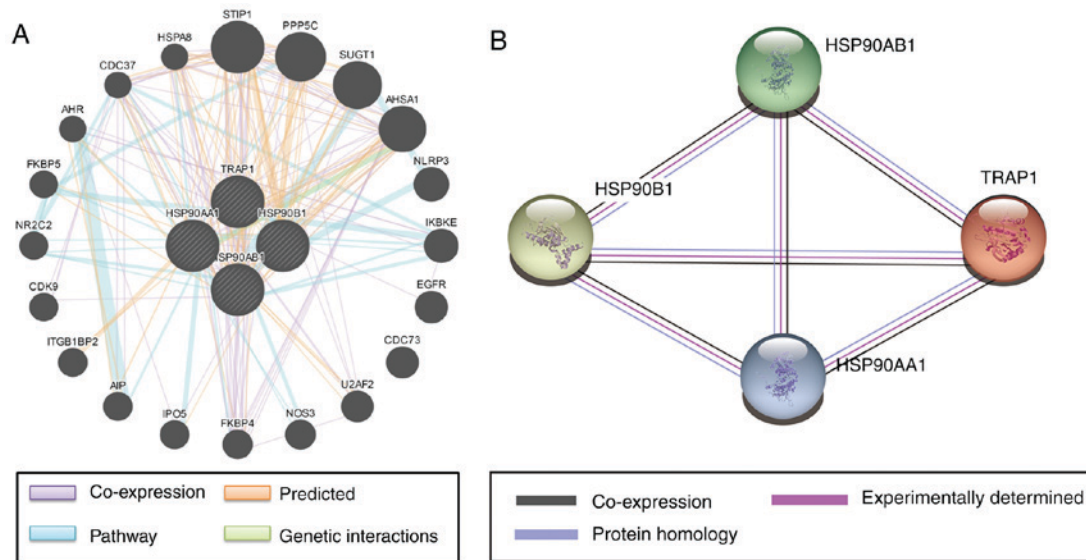 A
STIP1
PPP5C
HSPA8
SUGT1
CDC37
AHSA1
AHR
TRAP1
NLRP3
FKBP5
HSP90AA1
HSP90B1
IKBKE
NR2C2
HSP90AB1
EGFR
CDK9
CDC73
ITGB1BP2
U2AF2
AIP
NOS3
IPO5
FKBP4
Co-expression
Predicted
Pathway
Genetic interactions
B
HSP90AB1
HSP90B1
TRAP1
HSP90AA1
Co-expression
Experimentally determined
Protein homology